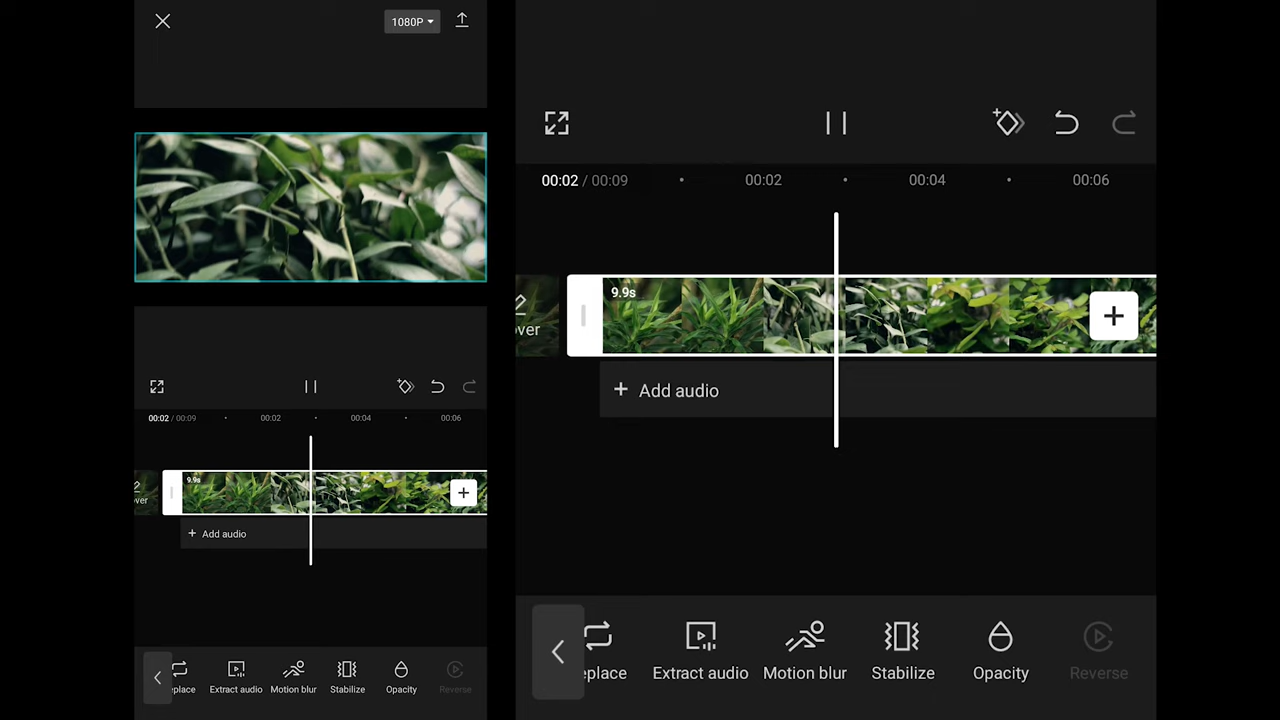 1080P
00:02 / 00:09
00:02
00:04
00:06
9.9s
over
+ Add audio
eplace
Extract audio
Motion blur
Stabilize
Opacity
Reverse
00:02 / 00:09
00:02
00:04
00:06
9.9s
over
+ Add audio
eplace
Extract audio
Motion blur
Stabilize
Opacity
Reverse